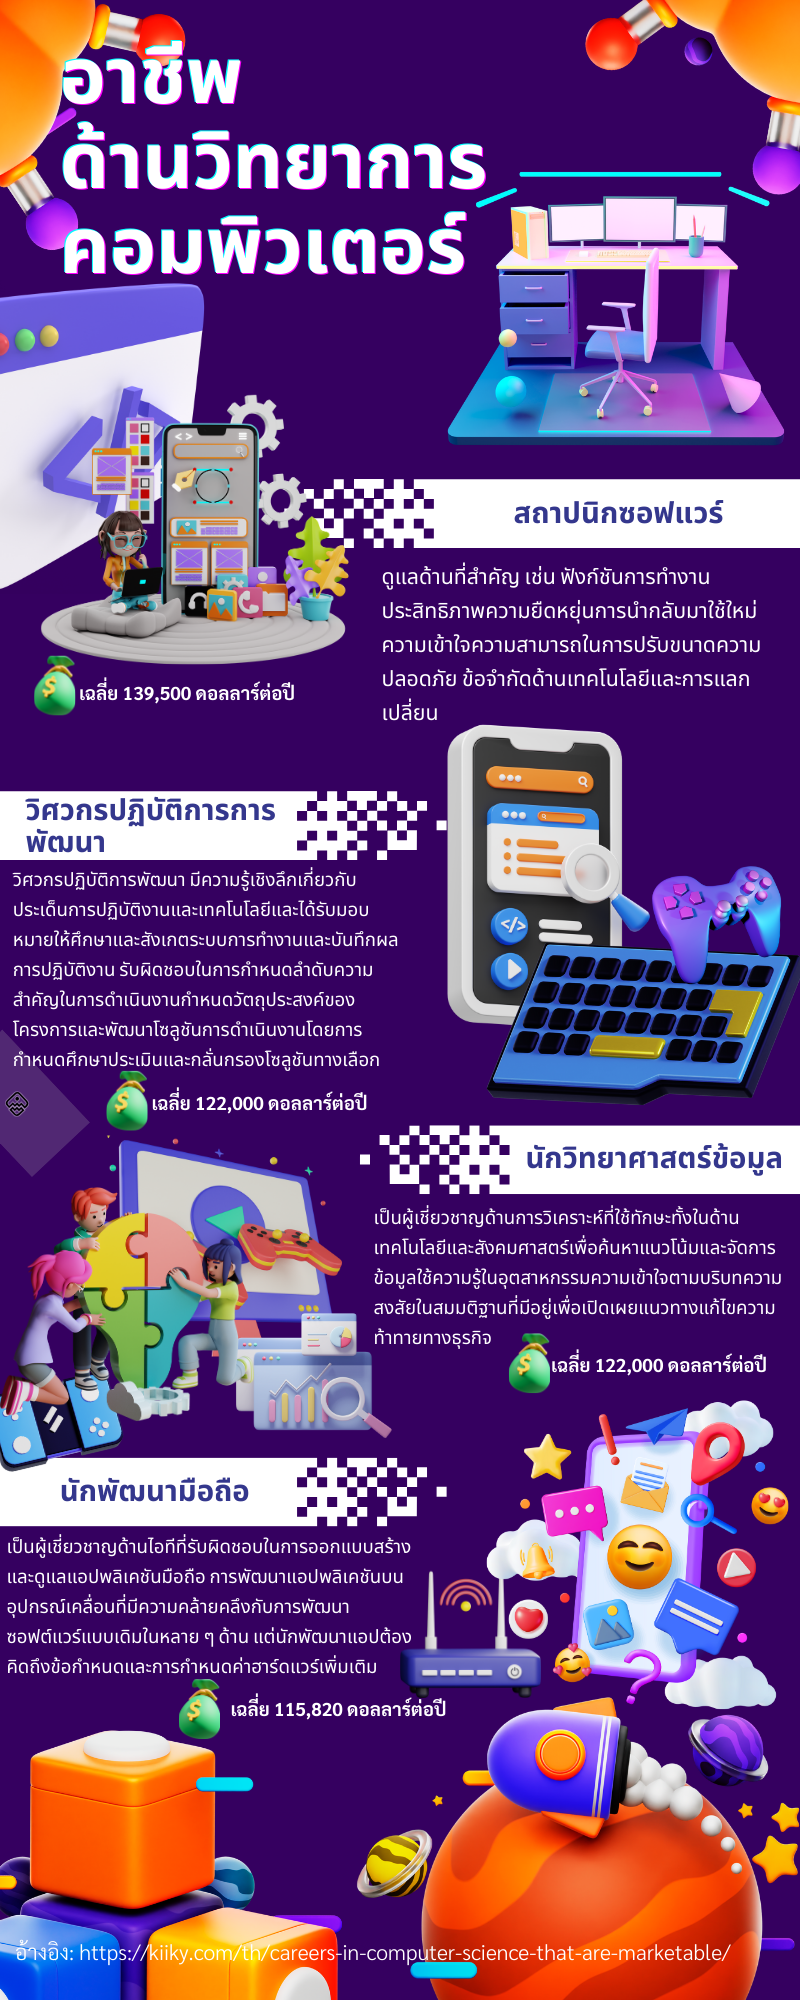 อาชีพ
ด้านวิทยาการ
คอมพิวเตอร์
สถาปนิกซอฟแวร์
ดูแลด้านที่สำคัญ เช่น ฟังก์ชันการทำงาน
ประสิทธิภาพความยืดหยุ่นการนำกลับมาใช้ใหม่
ความเข้าใจความสามารถในการปรับขนาดความ
ปลอดภัย ข้อจำกัดด้านเทคโนโลยีและการแลก
เปลี่ยน
เฉลี่ย 139,500 ดอลลาร์ต่อปี
วิศวกรปฏิบัติการการ
พัฒนา
วิศวกรปฏิบัติการพัฒนา มีความรู้เชิงลึกเกี่ยวกับ
ประเด็นการปฏิบัติงานและเทคโนโลยีและได้รับมอบ
หมายให้ศึกษาและสังเกตระบบการทำงานและบันทึกผล
การปฏิบัติงาน รับผิดชอบในการกำหนดลำดับความ
สำคัญในการดำเนินงานกำหนดวัตถุประสงค์ของ
โครงการและพัฒนาโซลูชันการดำเนินงานโดยการ
กำหนดศึกษาประเมินและกลั่นกรองโซลูชันทางเลือก
เฉลี่ย 122,000 ดอลลาร์ต่อปี
นักวิทยาศาสตร์ข้อมูล
เป็นผู้เชี่ยวชาญด้านการวิเคราะห์ที่ใช้ทักษะทั้งในด้าน
เทคโนโลยีและสังคมศาสตร์เพื่อค้นหาแนวโน้มและจัดการ
ข้อมูลใช้ความรู้ในอุตสาหกรรมความเข้าใจตามบริบทความ
สงสัยในสมมติฐานที่มีอยู่เพื่อเปิดเผยแนวทางแก้ไขความ
ท้าทายทางธุรกิจ
เฉลี่ย 122,000 ดอลลาร์ต่อปี
นักพัฒนามือถือ
เป็นผู้เชี่ยวชาญด้านไอทีที่รับผิดชอบในการออกแบบสร้าง
และดูแลแอปพลิเคชันมือถือ การพัฒนาแอปพลิเคชันบน
อุปกรณ์เคลื่อนที่มีความคล้ายคลึงกับการพัฒนา
ซอฟต์แวร์แบบเดิมในหลาย ๆ ด้าน แต่นักพัฒนาแอปต้อง
คิดถึงข้อกำหนดและการกำหนดค่าฮาร์ดแวร์เพิ่มเติม
เฉลี่ย 115,820 ดอลลาร์ต่อปี
อ้างอิง: https://kiiky.com/th/careers-in-computer-science-that-are-marketable/